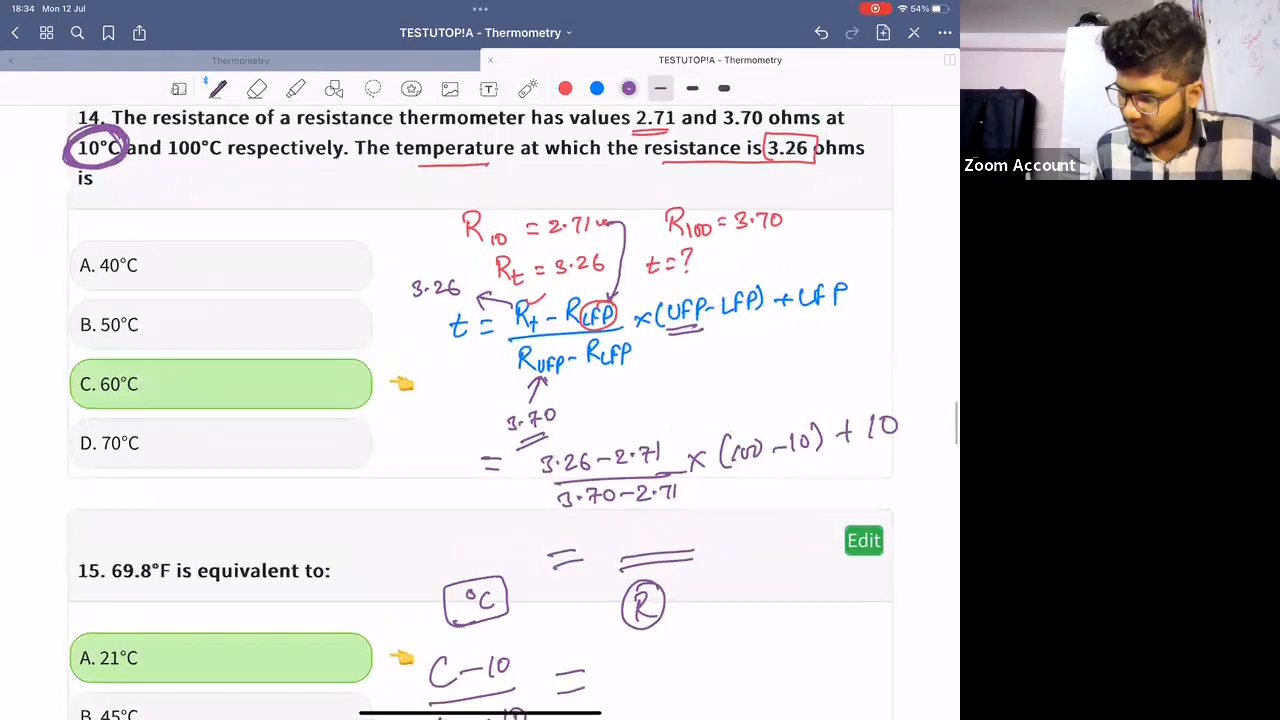 18:34 Mon 12 Jul
54%
TESTUTOP!A - Thermometry
Thermometry
TESTUTOP!A - Thermometry
14. The resistance of a resistance thermometer has values 2.71 and 3.70 ohms at
10°C and 100°C respectively. The temperature at which the resistance is 3.26 ohms
is
R10 = 2.71 R100 = 3.70
Rt = 3.26 t = ?
3.26
t = Rt - RLFP × (UFP - LFP) + LFP
RUFP - RLFP
3.70
= 3.26 - 2.71 × (100 - 10) + 10
3.70 - 2.71
A. 40°C
B. 50°C
C. 60°C
D. 70°C
Edit
15. 69.8°F is equivalent to:
=
°C R
C - 10 =
A. 21°C
B. 45°C
Zoom Account